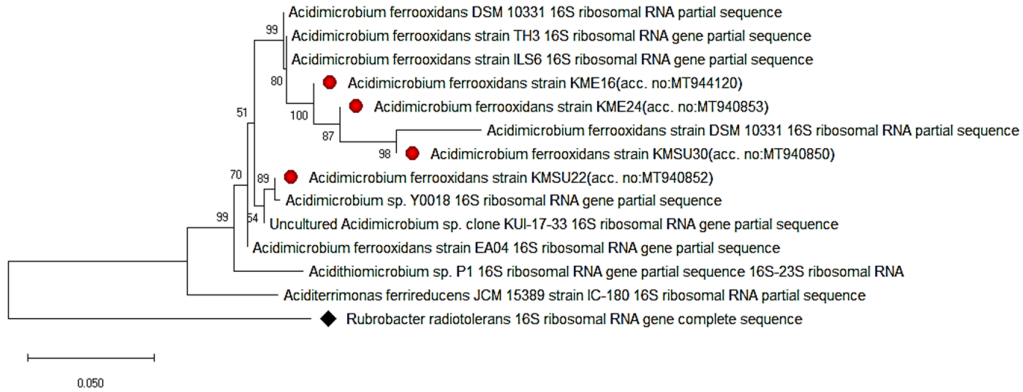 Acidimicrobium ferrooxidans DSM 10331 16S ribosomal RNA partial sequence
99
Acidimicrobium ferrooxidans strain TH3 16S ribosomal RNA gene partial sequence
Acidimicrobium ferrooxidans strain ILS6 16S ribosomal RNA gene partial sequence
80
Acidimicrobium ferrooxidans strain KME16(acc. no:MT944120)
Acidimicrobium ferrooxidans strain KME24(acc. no:MT940853)
51
100
Acidimicrobium ferrooxidans strain DSM 10331 16S ribosomal RNA partial sequence
87
98
Acidimicrobium ferrooxidans strain KMSU30(acc. no:MT940850)
70
89
Acidimicrobium ferrooxidans strain KMSU22(acc. no:MT940852)
Acidimicrobium sp. Y0018 16S ribosomal RNA gene partial sequence
99
54
Uncultured Acidimicrobium sp. clone KUI-17-33 16S ribosomal RNA gene partial sequence
Acidimicrobium ferrooxidans strain EA04 16S ribosomal RNA gene partial sequence
Acidithiomicrobium sp. P1 16S ribosomal RNA gene partial sequence 16S-23S ribosomal RNA
Aciditerrimonas ferrireducens JCM 15389 strain IC-180 16S ribosomal RNA partial sequence
Rubrobacter radiotolerans 16S ribosomal RNA gene complete sequence
0.050